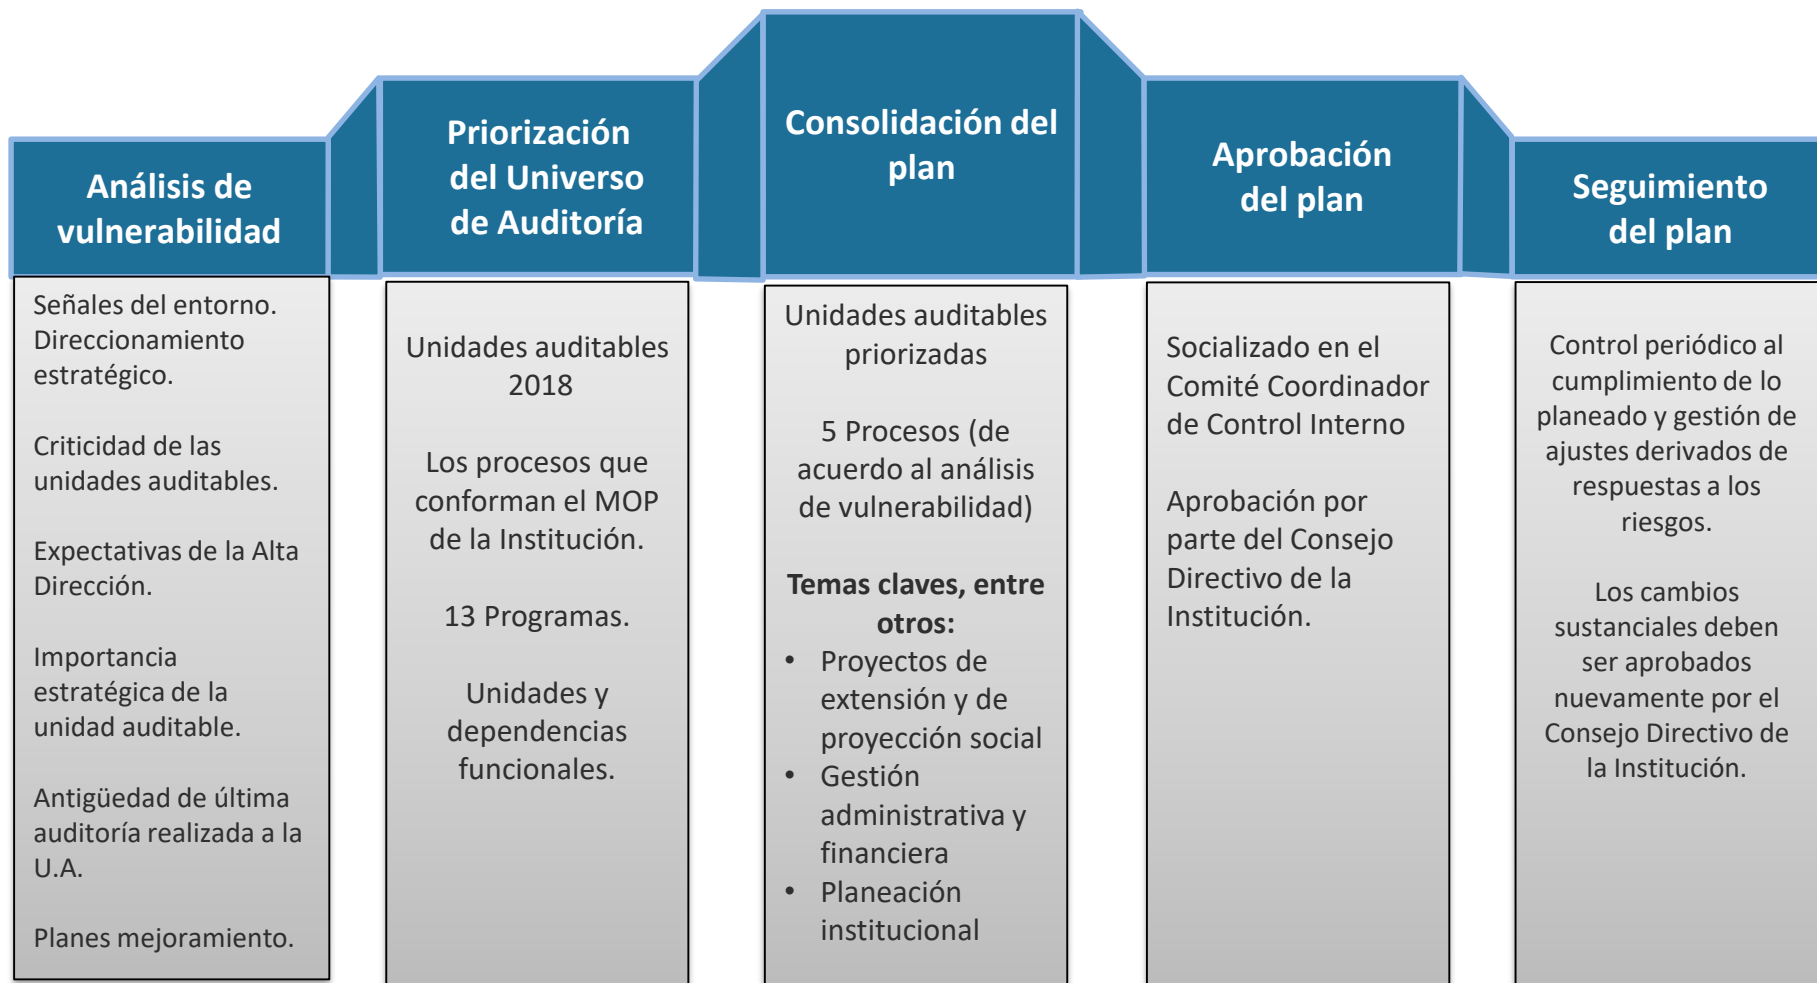 Análisis de
vulnerabilidad
Señales del entorno.
Direccionamiento
estratégico.
Criticidad de las
unidades auditables.
Expectativas de la Alta
Dirección.
Importancia
estratégica de la
unidad auditable.
Antigüedad de última
auditoría realizada a la
U.A.
Planes mejoramiento.
Priorización
del Universo
de Auditoría
Unidades auditables
2018
Los procesos que
conforman el MOP
de la Institución.
13 Programas.
Unidades y
dependencias
funcionales.
Consolidación del
plan
Unidades auditables
priorizadas
5 Procesos (de
acuerdo al análisis
de vulnerabilidad)
Temas claves, entre
otros:
• Proyectos de
extensión y de
proyección social
• Gestión
administrativa y
financiera
• Planeación
institucional
Aprobación
del plan
Socializado en el
Comité Coordinador
de Control Interno
Aprobación por
parte del Consejo
Directivo de la
Institución.
Seguimiento
del plan
Control periódico al
cumplimiento de lo
planeado y gestión de
ajustes derivados de
respuestas a los
riesgos.
Los cambios
sustanciales deben
ser aprobados
nuevamente por el
Consejo Directivo de
la Institución.